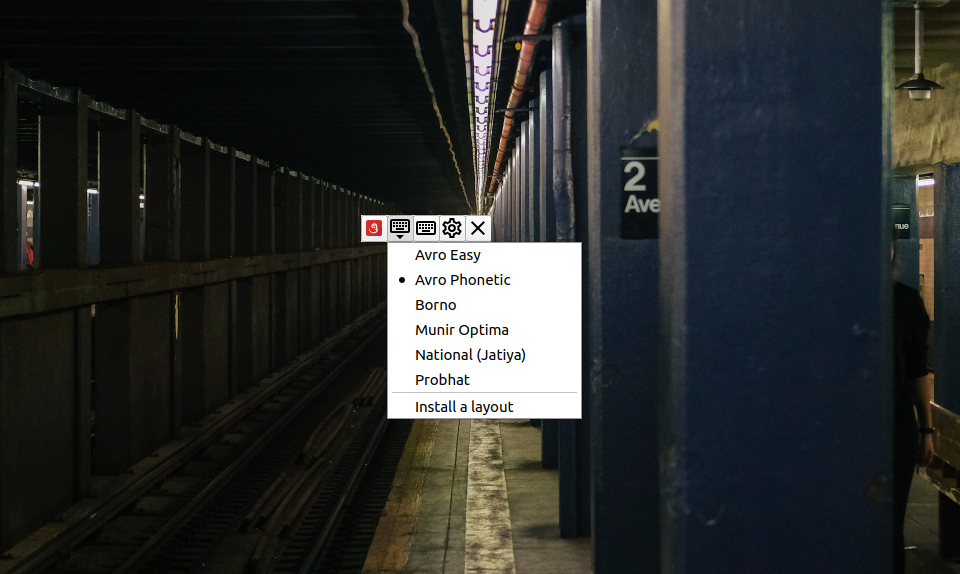 Avro Easy
Avro Phonetic
Borno
Munir Optima
National (Jatiya)
Probhat
Install a layout
2
Ave
nue